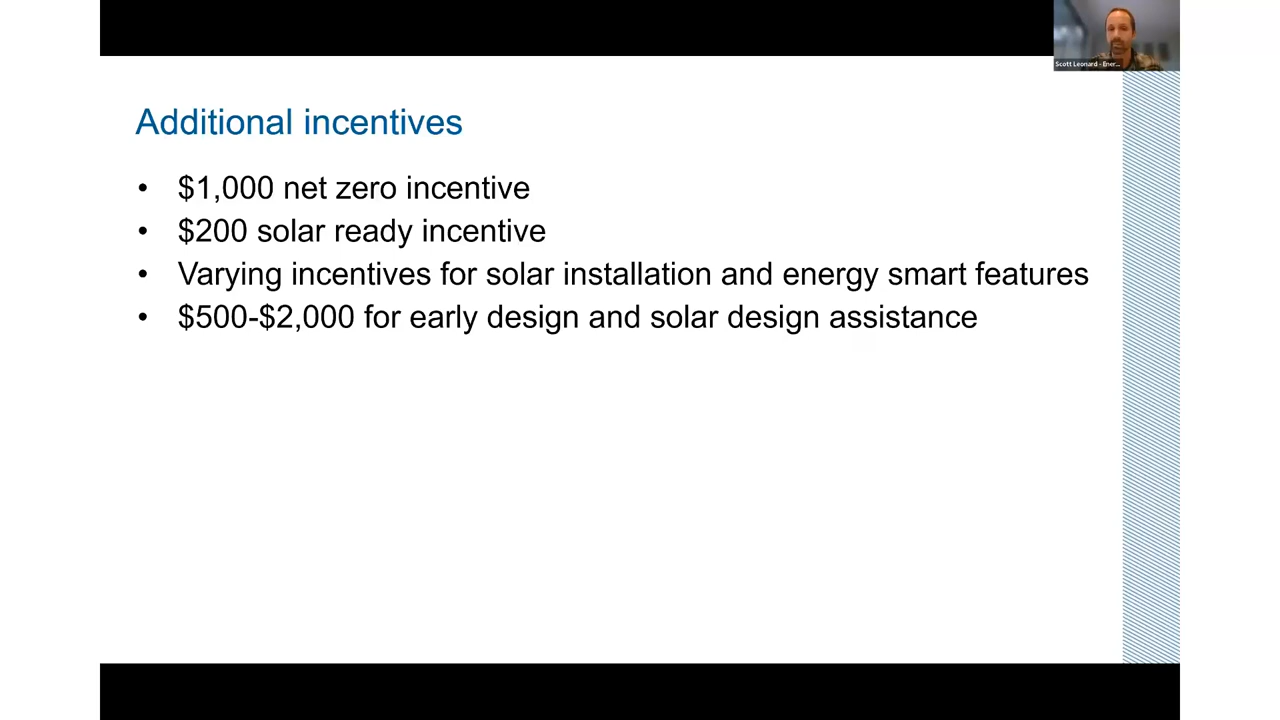 Scott Leonard - Ener...
Additional incentives
• $1,000 net zero incentive
• $200 solar ready incentive
• Varying incentives for solar installation and energy smart features
• $500-$2,000 for early design and solar design assistance